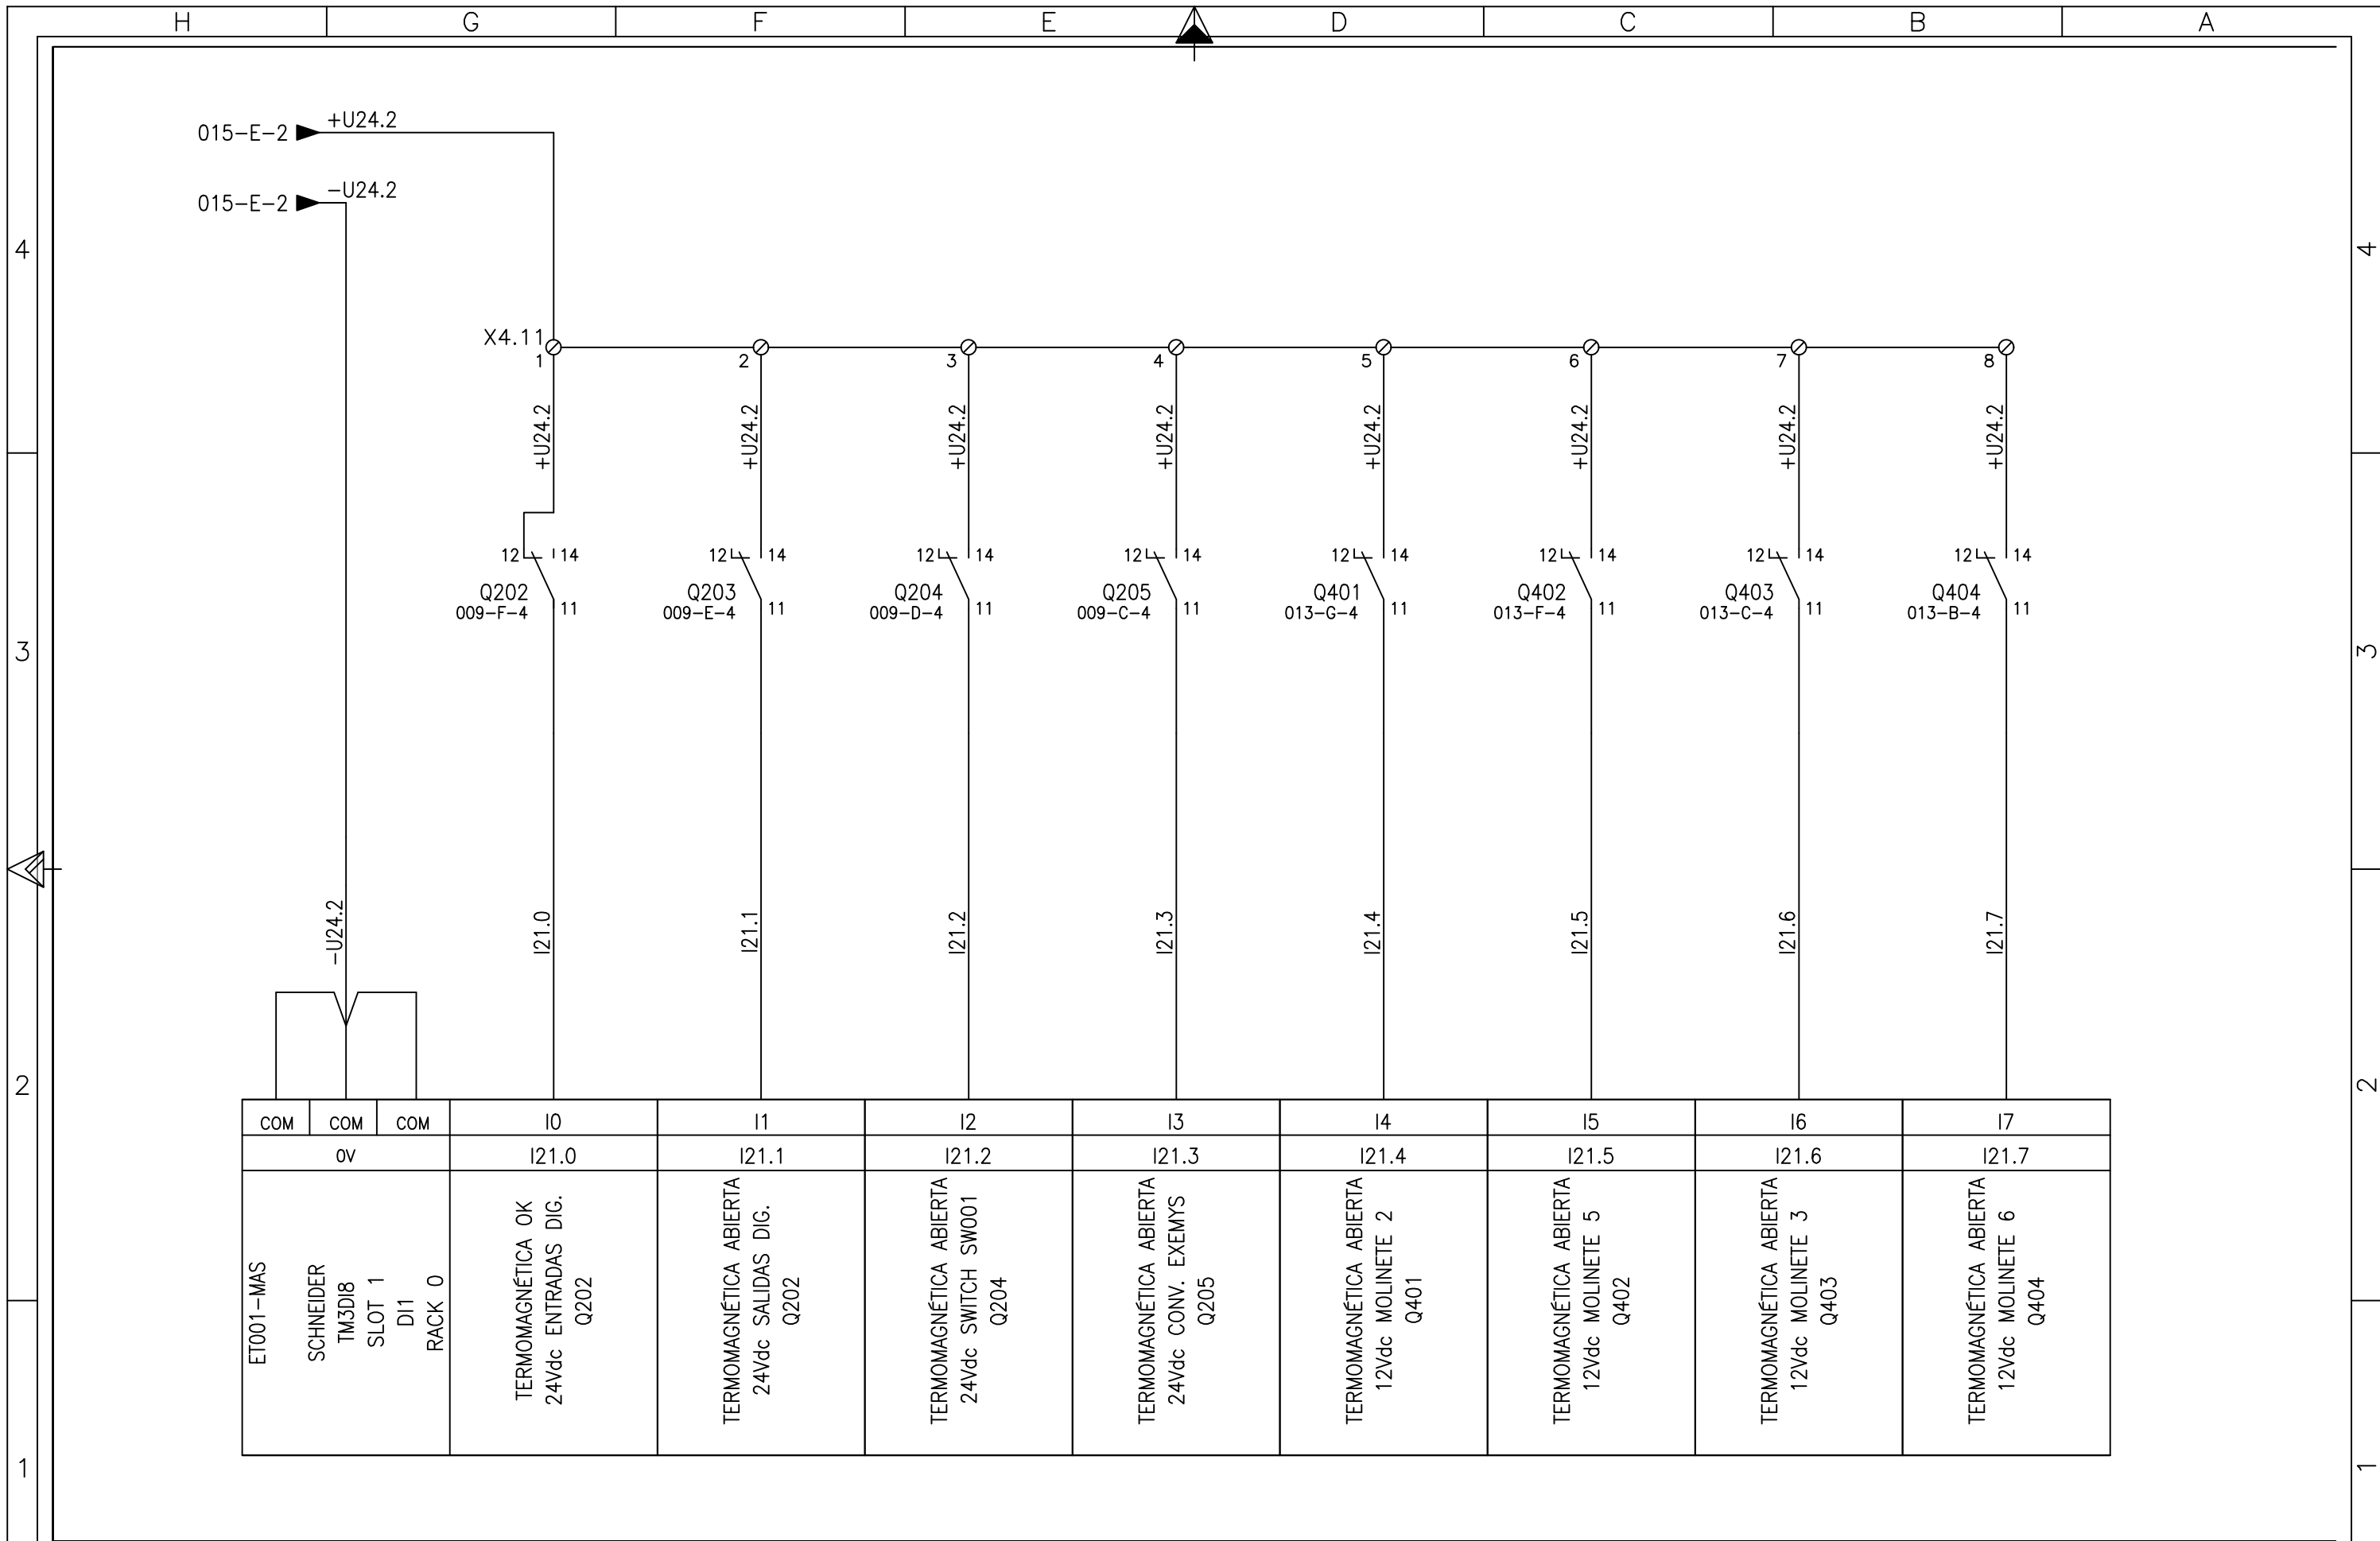 H G F E D C B A
015-E-2 +U24.2
015-E-2 -U24.2
4 4
X4.11
1 2 3 4 5 6 7 8
+U24.2 +U24.2 +U24.2 +U24.2 +U24.2 +U24.2 +U24.2 +U24.2
12 14 12 14 12 14 12 14 12 14 12 14 12 14 12 14
Q202 Q203 Q204 Q205 Q401 Q402 Q403 Q404
009-F-4 11 009-E-4 11 009-D-4 11 009-C-4 11 013-G-4 11 013-F-4 11 013-C-4 11 013-B-4 11
3 3
-U24.2 I21.0 I21.1 I21.2 I21.3 I21.4 I21.5 I21.6 I21.7
2 2
COM COM COM I0 I1 I2 I3 I4 I5 I6 I7
0V I21.0 I21.1 I21.2 I21.3 I21.4 I21.5 I21.6 I21.7
ET001-MAS
SCHNEIDER
TM3DI8
SLOT 1
DI1
RACK 0
TERMOMAGNÉTICA OK
24Vdc ENTRADAS DIG.
Q202
TERMOMAGNÉTICA ABIERTA
24Vdc SALIDAS DIG.
Q202
TERMOMAGNÉTICA ABIERTA
24Vdc SWITCH SW001
Q204
TERMOMAGNÉTICA ABIERTA
24Vdc CONV. EXEMYS
Q205
TERMOMAGNÉTICA ABIERTA
12Vdc MOLINETE 2
Q401
TERMOMAGNÉTICA ABIERTA
12Vdc MOLINETE 5
Q402
TERMOMAGNÉTICA ABIERTA
12Vdc MOLINETE 3
Q403
TERMOMAGNÉTICA ABIERTA
12Vdc MOLINETE 6
Q404
1 1